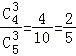 C_4^3/C_5^3 = 4/10 = 2/5